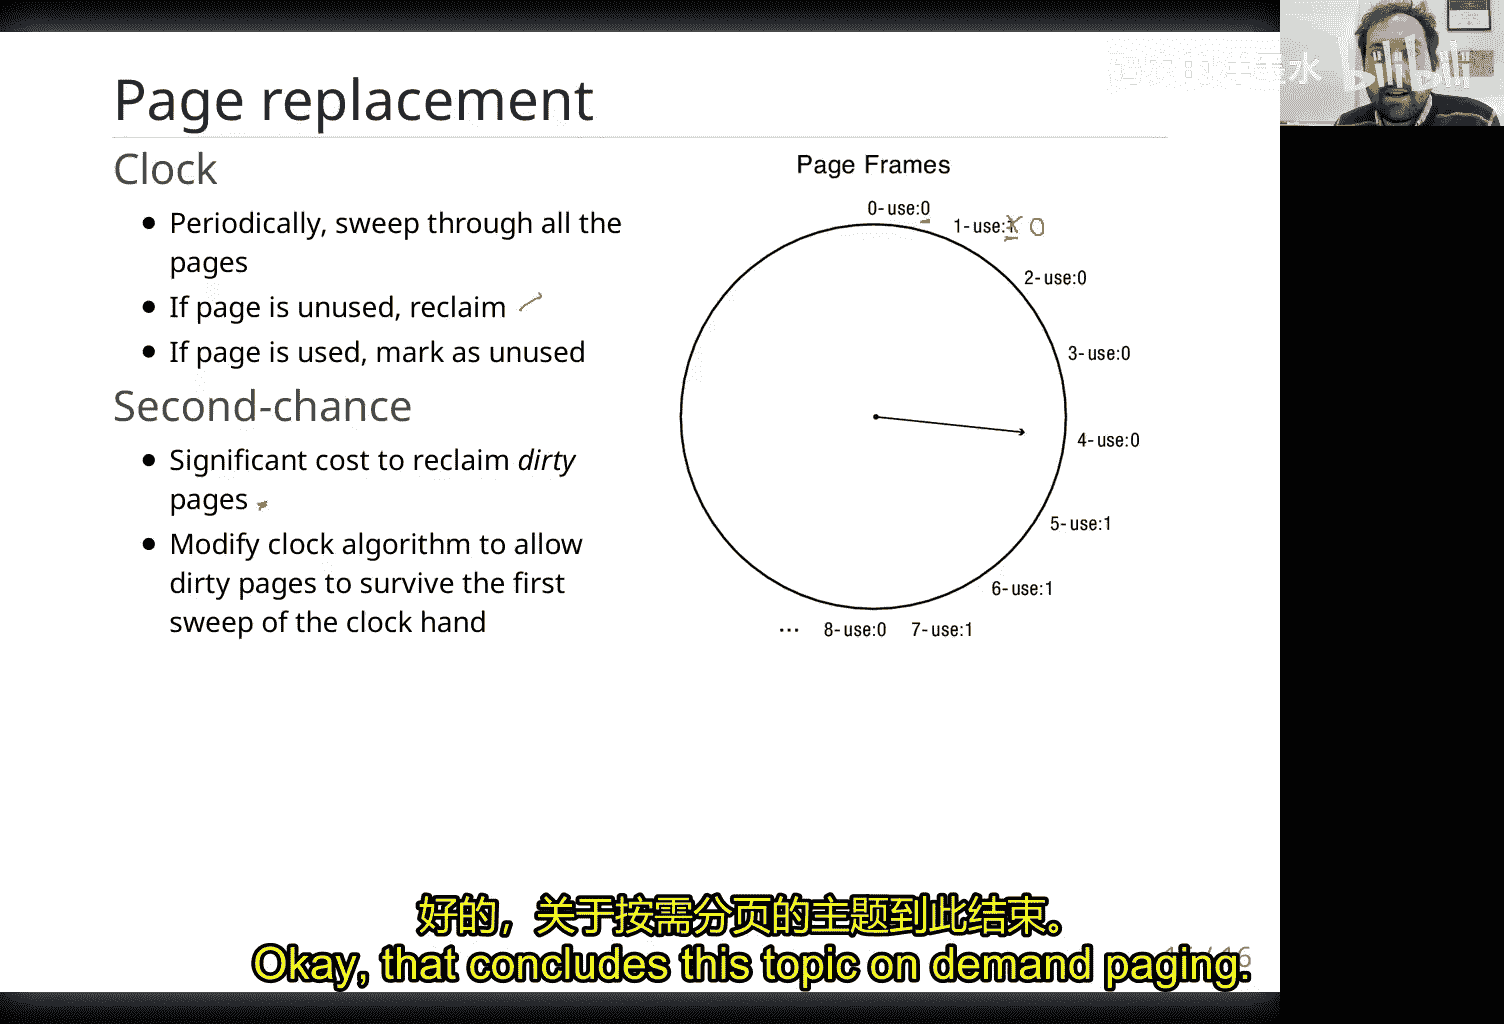 Page replacement
Clock
• Periodically, sweep through all the
pages
• If page is unused, reclaim
• If page is used, mark as unused
Second-chance
• Significant cost to reclaim dirty
pages
• Modify clock algorithm to allow
dirty pages to survive the first
sweep of the clock hand
Page Frames
0-use:0
1-use:1 0
2-use:0
3-use:0
4-use:0
5-use:1
6-use:1
7-use:1
8-use:0
...
bilibili
好的，关于按需分页的主题到此结束。
Okay, that concludes this topic on demand paging.